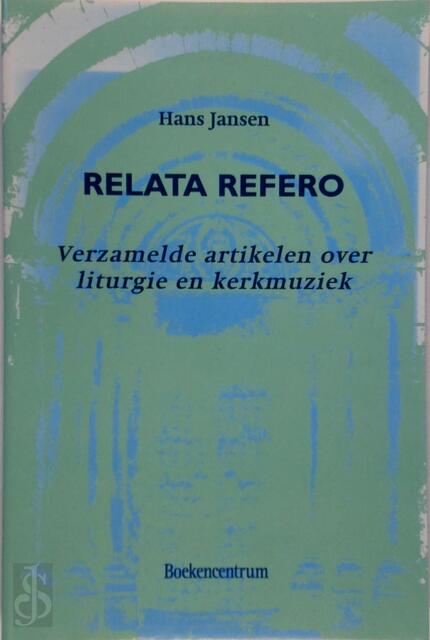 Hans Jansen
RELATA REFERO
Verzamelde artikelen over
liturgie en kerkmuziek
Boekencentrum